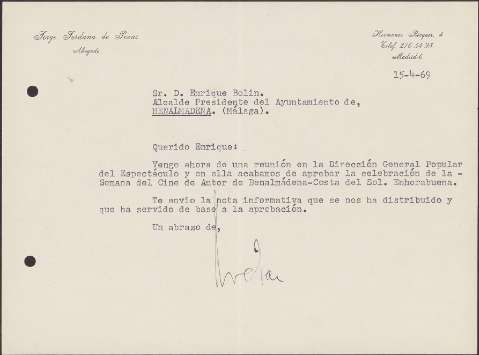 Jorge Jordana de Pozas
Abogado
Hermanos Bécquer, 4
Teléf. 276 54 93
Madrid-6
15-4-69
Sr. D. Enrique Bolin.
Alcalde Presidente del Ayuntamiento de,
BENALMADENA. (Málaga).
Querido Enrique:
Vengo ahora de una reunión en la Dirección General Popular
del Espectáculo y en ella acabamos de aprobar la celebración de la -
Semana del Cine de Autor de Benalmádena-Costa del Sol. Enhorabuena.
Te envio la nota informativa que se nos ha distribuido y
que ha servido de base a la aprobación.
Un abrazo de,